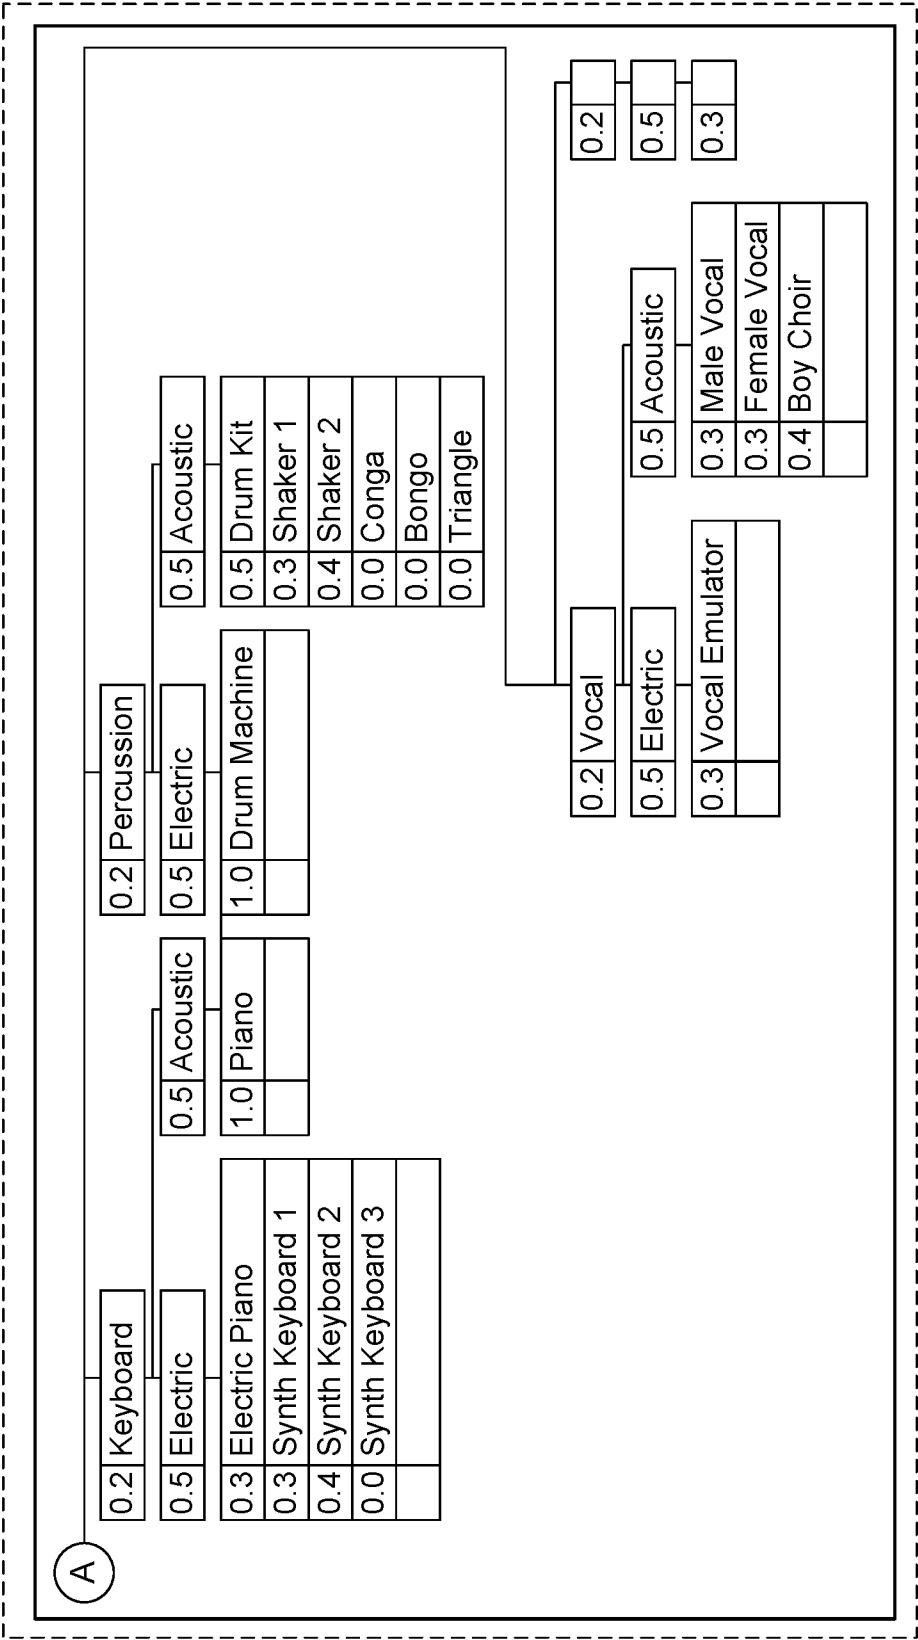 A
0.2 Keyboard
0.5 Electric
0.3 Electric Piano
0.3 Synth Keyboard 1
0.4 Synth Keyboard 2
0.0 Synth Keyboard 3
0.5 Acoustic
1.0 Piano
0.2 Percussion
0.5 Electric
1.0 Drum Machine
0.5 Acoustic
0.5 Drum Kit
0.3 Shaker 1
0.4 Shaker 2
0.0 Conga
0.0 Bongo
0.0 Triangle
0.2 Vocal
0.5 Electric
0.3 Vocal Emulator
0.5 Acoustic
0.3 Male Vocal
0.3 Female Vocal
0.4 Boy Choir
0.2
0.5
0.3